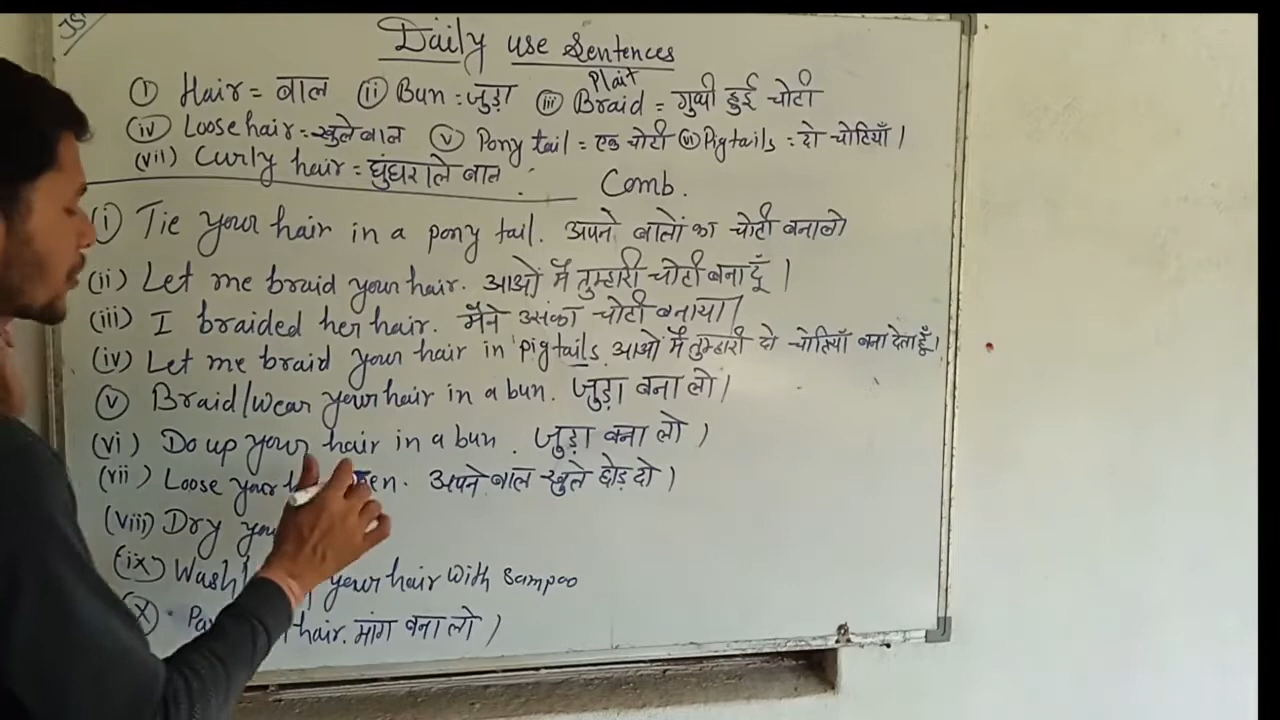 JS
Daily use Sentences
Plait
(i) Hair = बाल (ii) Bun = जुड़ा (iii) Braid = गुथी हुई चोटी
(iv) Loose hair = खुले बाल (v) Pony tail = एक चोटी (vi) Pigtails = दो चोटियाँ।
(vii) Curly hair = घुंघराले बाल
Comb.
(i) Tie your hair in a pony tail. अपने बालों का चोटी बनालो
(ii) Let me braid your hair. आओं मैं तुम्हारी चोटी बना दूँ।
(iii) I braided her hair. मैंने उसका चोटी बनाया।
(iv) Let me braid your hair in pigtails आओं मैं तुम्हारी दो चोटियाँ बना देता हूँ।
(v) Braid/Wear your hair in a bun. जुड़ा बना लो।
(vi) Do up your hair in a bun. जुड़ा बना लो)
(vii) Loose your अपने बाल खुले छोड़ दो।
(viii) Dry
(ix) Wash your hair with sampoo
(x) hair. मांग बना लो)